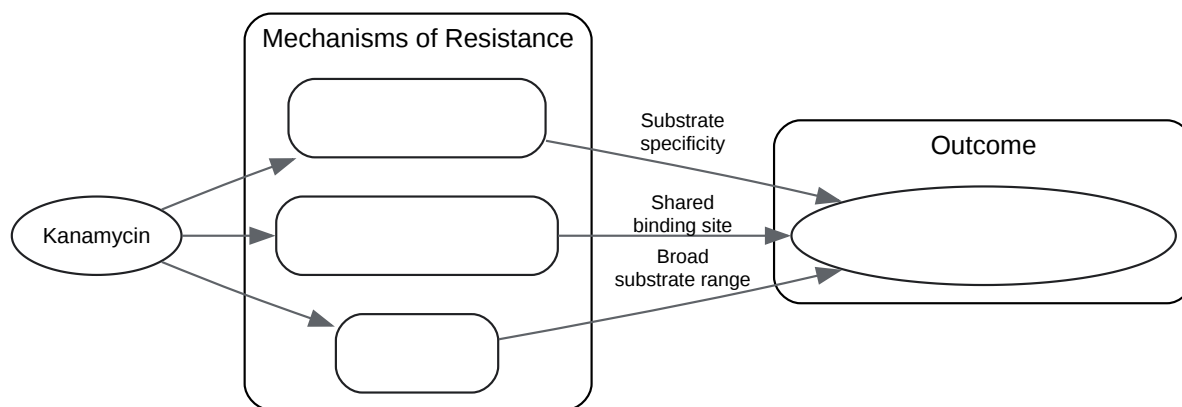 Mechanisms of Resistance
Kanamycin
Substrate
specificity
Shared
binding site
Broad
substrate range
Outcome